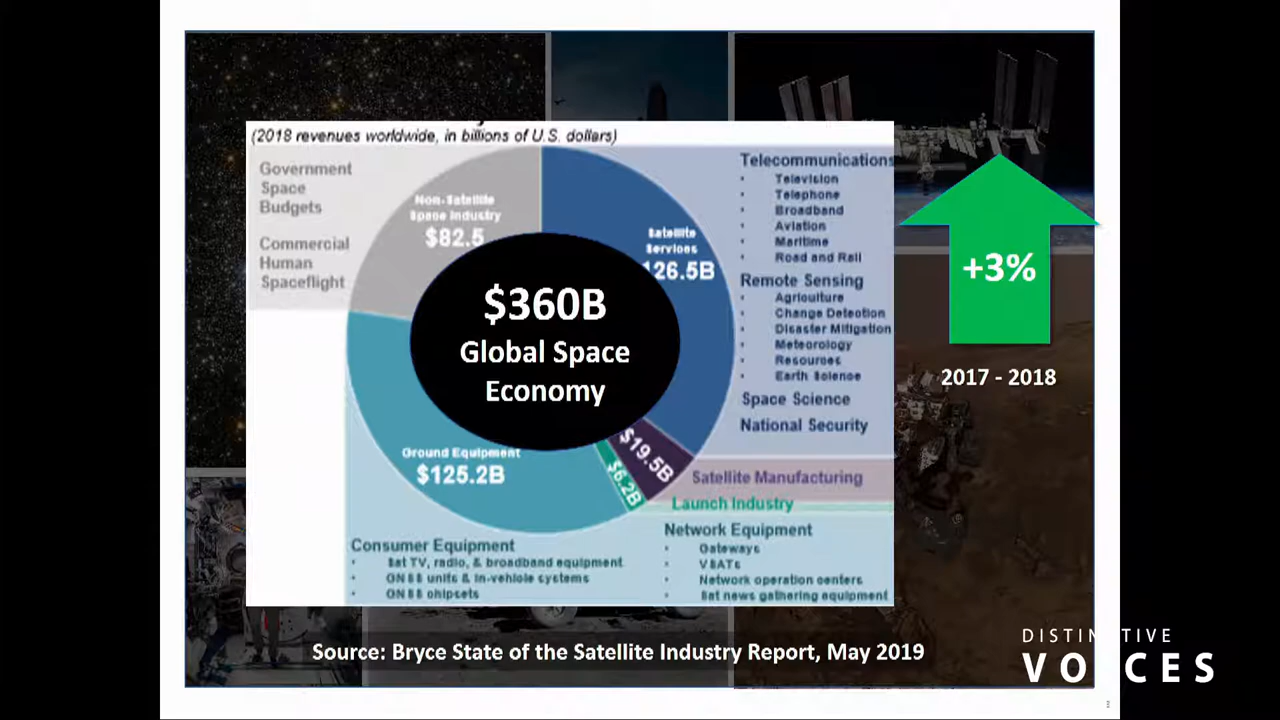 (2018 revenues worldwide, in billions of U.S. dollars)
Government
Space
Budgets
Commercial
Human
Spaceflight
Non-Satellite
Space Industry
$82.5
Satellite
Services
126.5B
$360B
Global Space
Economy
Ground Equipment
$125.2B
$6.2B
$19.5B
Telecommunications
• Television
• Telephone
• Broadband
• Aviation
• Maritime
• Road and Rail
Remote Sensing
• Agriculture
• Change Detection
• Disaster Mitigation
• Meteorology
• Resources
• Earth Science
Space Science
National Security
Satellite Manufacturing
Launch Industry
Consumer Equipment
• Sat TV, radio, & broadband equipment
• GNSS units & in-vehicle systems
• GNSS chipsets
Network Equipment
• Gateways
• VSATs
• Network operation centers
• Sat news gathering equipment
+3%
2017 - 2018
Source: Bryce State of the Satellite Industry Report, May 2019
DISTINCTIVE
VOICES